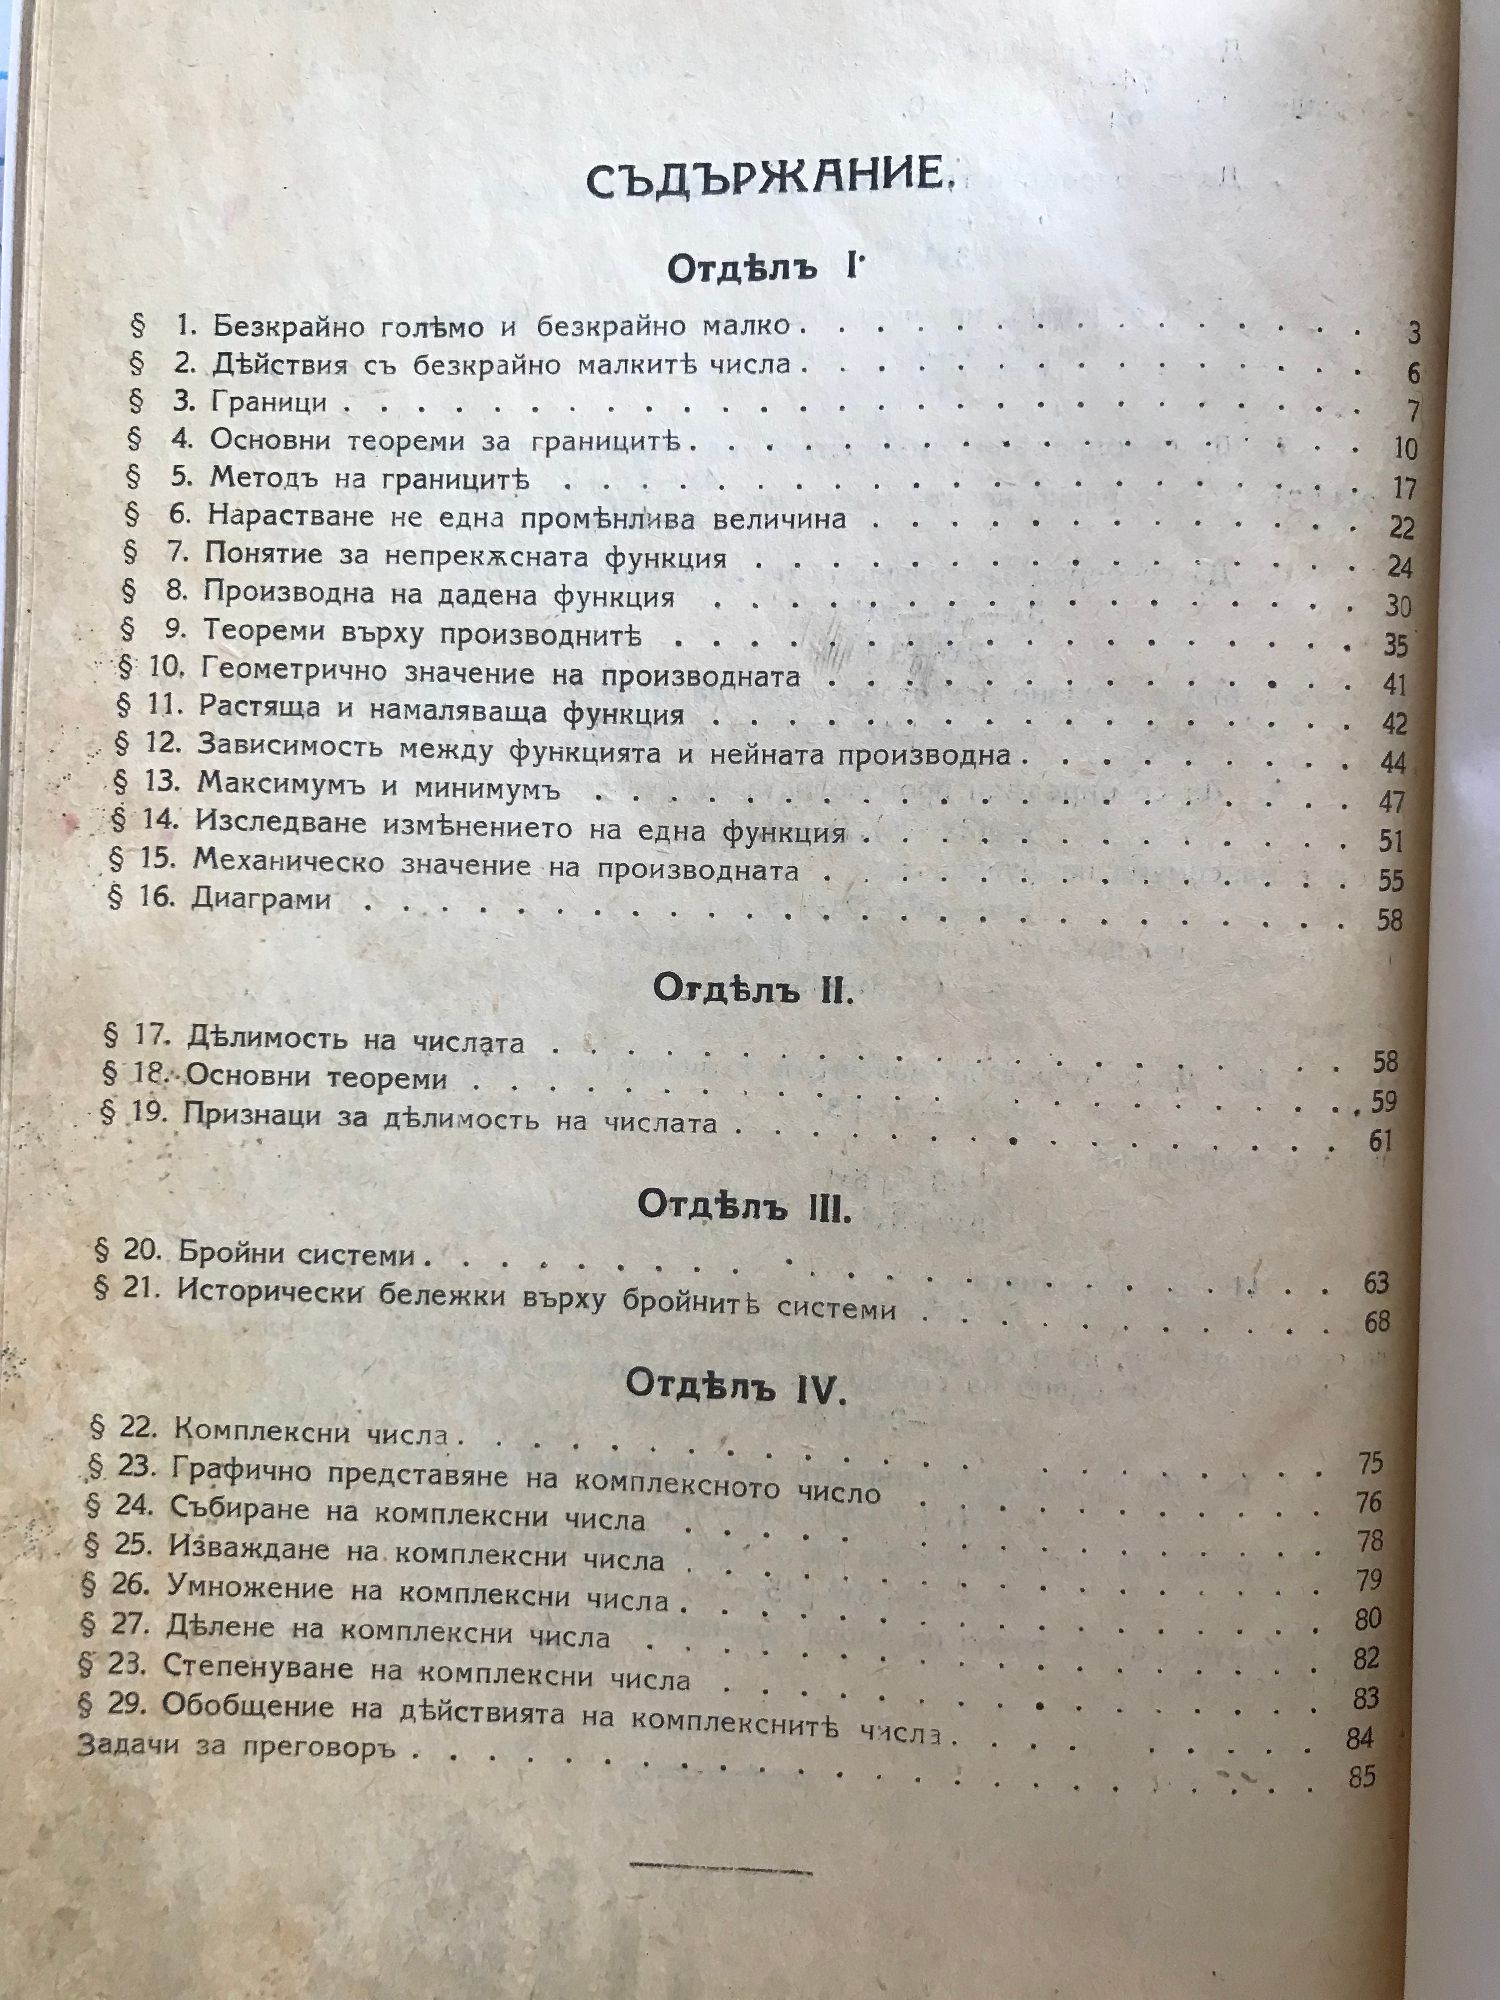 СЪДЪРЖАНИЕ.
Отдѣлъ I.
§ 1. Безкрайно голѣмо и безкрайно малко . . . . . . . . . . . . . . . 3
§ 2. Дѣйствия съ безкрайно малкитѣ числа . . . . . . . . . . . . . . . 6
§ 3. Граници . . . . . . . . . . . . . . . . . . . . . . . . . . . 7
§ 4. Основни теореми за границитѣ . . . . . . . . . . . . . . . . . . 10
§ 5. Методъ на границитѣ . . . . . . . . . . . . . . . . . . . . . 17
§ 6. Нарастване не една промѣнлива величина . . . . . . . . . . . . . 22
§ 7. Понятие за непрекѫсната функция . . . . . . . . . . . . . . . . 24
§ 8. Производна на дадена функция . . . . . . . . . . . . . . . . . 30
§ 9. Теореми върху производнитѣ . . . . . . . . . . . . . . . . . . 35
§ 10. Геометрично значение на производната . . . . . . . . . . . . . . 41
§ 11. Растяща и намаляваща функция . . . . . . . . . . . . . . . . . 42
§ 12. Зависимость между функцията и нейната производна . . . . . . . . . 44
§ 13. Максимумъ и минимумъ . . . . . . . . . . . . . . . . . . . . 47
§ 14. Изследване измѣнението на една функция . . . . . . . . . . . . . 51
§ 15. Механическо значение на производната . . . . . . . . . . . . . . 55
§ 16. Диаграми . . . . . . . . . . . . . . . . . . . . . . . . . . 58
Отдѣлъ II.
§ 17. Дѣлимость на числата . . . . . . . . . . . . . . . . . . . . . 58
§ 18. Основни теореми . . . . . . . . . . . . . . . . . . . . . . . 59
§ 19. Признаци за дѣлимость на числата . . . . . . . . . . . . . . . . 61
Отдѣлъ III.
§ 20. Бройни системи . . . . . . . . . . . . . . . . . . . . . . . . 63
§ 21. Исторически бележки върху бройнитѣ системи . . . . . . . . . . . 68
Отдѣлъ IV.
§ 22. Комплексни числа . . . . . . . . . . . . . . . . . . . . . . . 75
§ 23. Графично представяне на комплексното число . . . . . . . . . . . 76
§ 24. Събиране на комплексни числа . . . . . . . . . . . . . . . . . 78
§ 25. Изваждане на комплексни числа . . . . . . . . . . . . . . . . . 79
§ 26. Умножение на комплексни числа . . . . . . . . . . . . . . . . . 80
§ 27. Дѣлене на комплексни числа . . . . . . . . . . . . . . . . . . 82
§ 23. Степенуване на комплексни числа . . . . . . . . . . . . . . . . 83
§ 29. Обобщение на дѣйствията на комплекснитѣ числа . . . . . . . . . . 84
Задачи за преговоръ . . . . . . . . . . . . . . . . . . . . . . . . 85